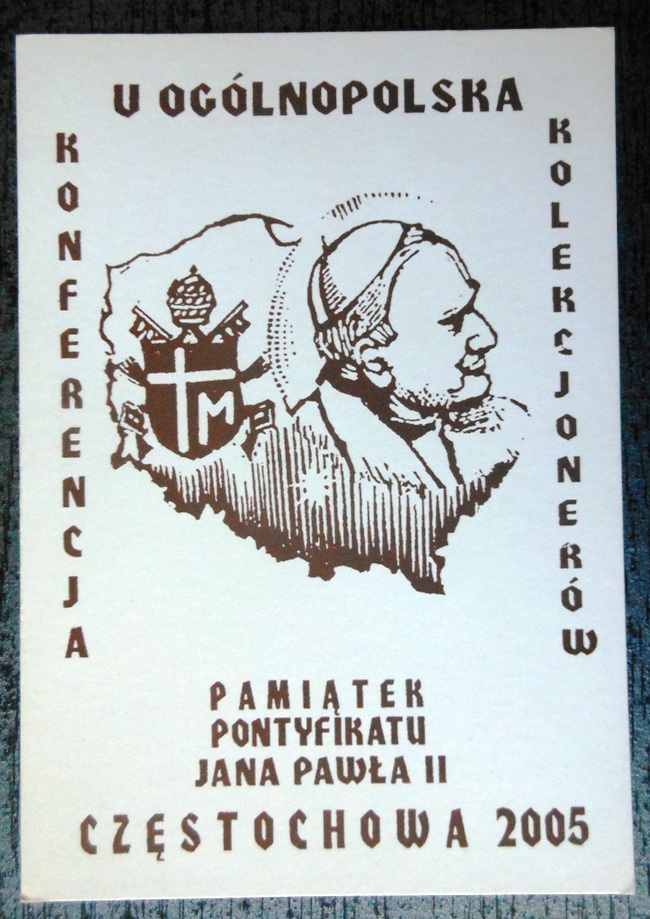 V OGÓLNOPOLSKA
KONFERENCJA
KOLEKCJONERÓW
PAMIĄTEK
PONTYFIKATU
JANA PAWŁA II
CZĘSTOCHOWA 2005
M